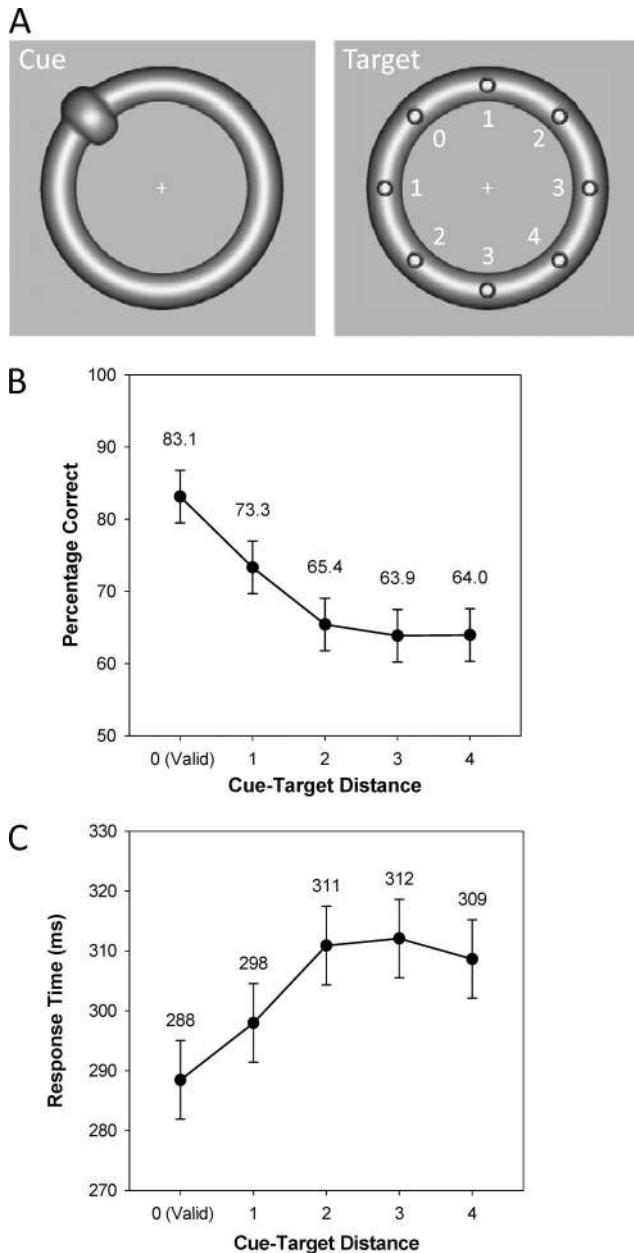 A
Cue
+
Target
1
0 2
1 + 3
2 4
3
B
100
90
80
70
60
50
Percentage Correct
83.1
73.3
65.4
63.9
64.0
0 (Valid) 1 2 3 4
Cue-Target Distance
C
330
320
310
300
290
280
270
Response Time (ms)
288
298
311
312
309
0 (Valid) 1 2 3 4
Cue-Target Distance